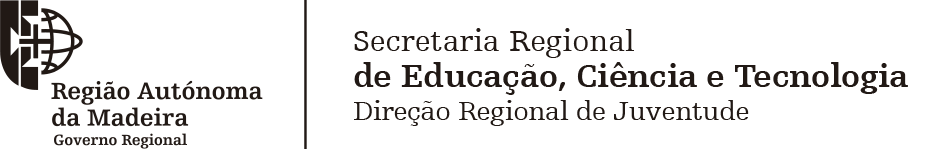 Região Autónoma
da Madeira
Governo Regional
Secretaria Regional
de Educação, Ciência e Tecnologia
Direção Regional de Juventude